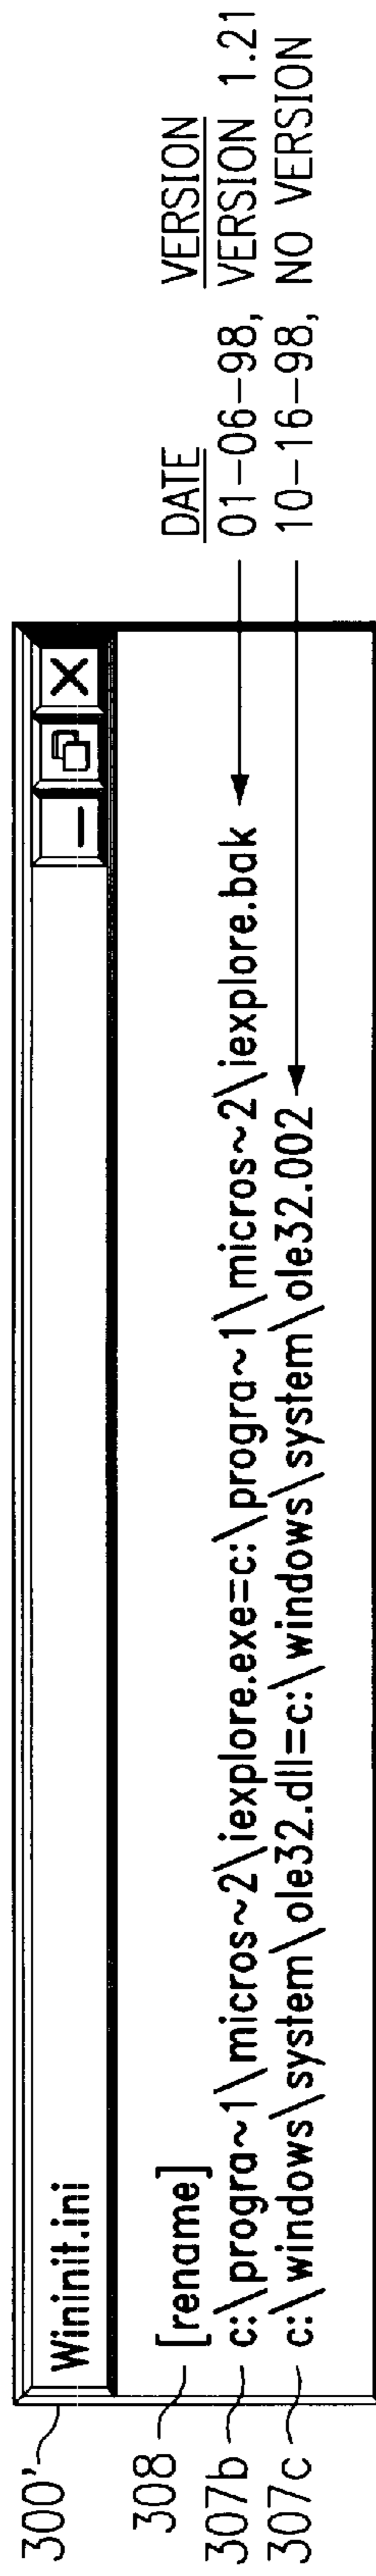 300'
Wininit.ini
308 [rename] DATE VERSION
307b c:\progra~1\micros~2\iexplore.exe=c:\progra~1\micros~2\iexplore.bak 01-06-98, VERSION 1.21
307c c:\windows\system\ole32.dll=c:\windows\system\ole32.002 10-16-98, NO VERSION